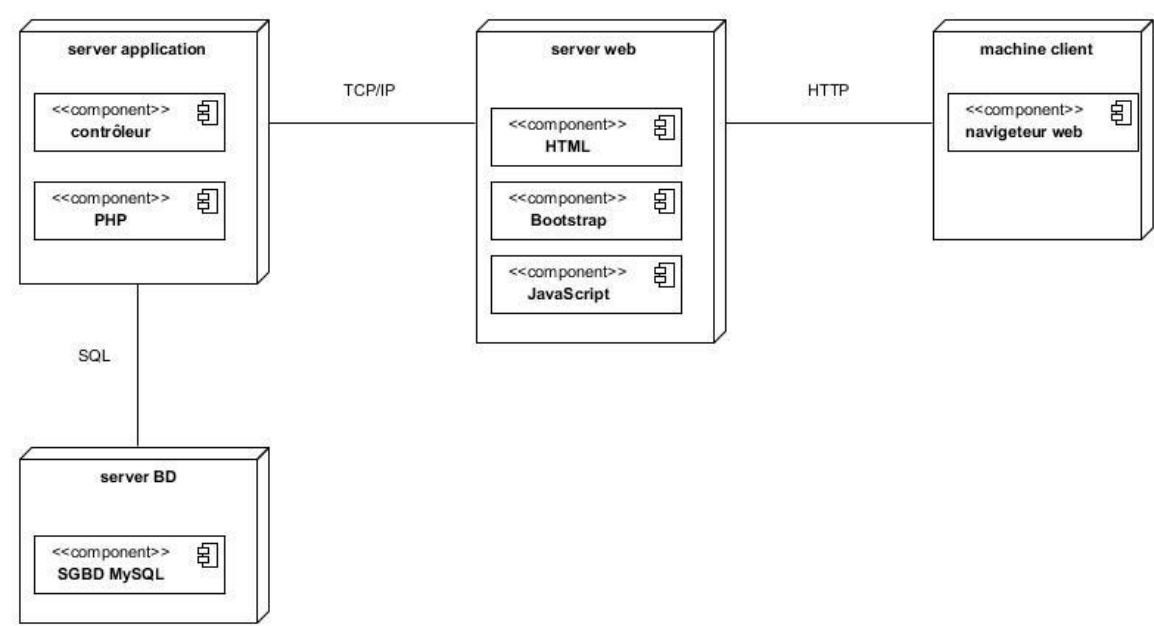 server application
<<component>>
contrôleur
<<component>>
PHP
TCP/IP
server web
<<component>>
HTML
<<component>>
Bootstrap
<<component>>
JavaScript
HTTP
machine client
<<component>>
navigeteur web
SQL
server BD
<<component>>
SGBD MySQL